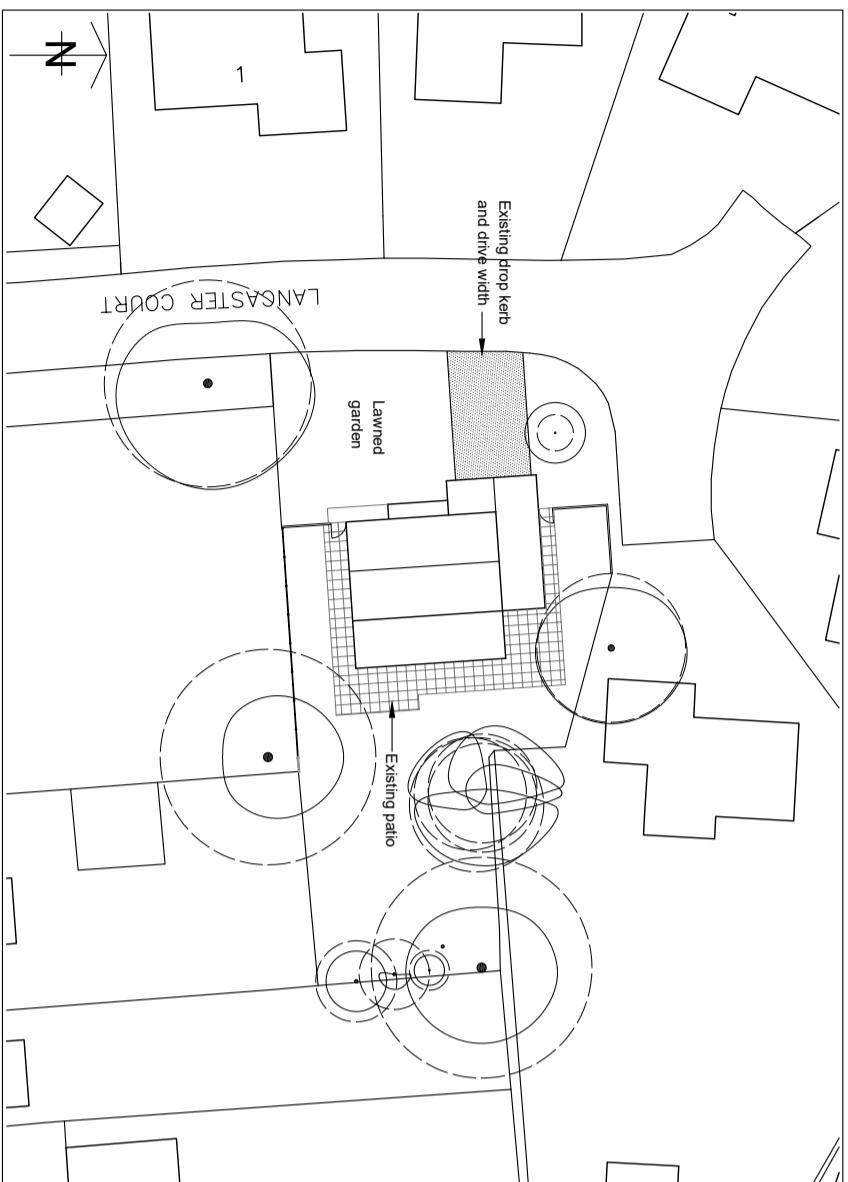 N
1
Existing drop kerb
and drive width
LANCASTER COURT
Lawned
garden
Existing patio